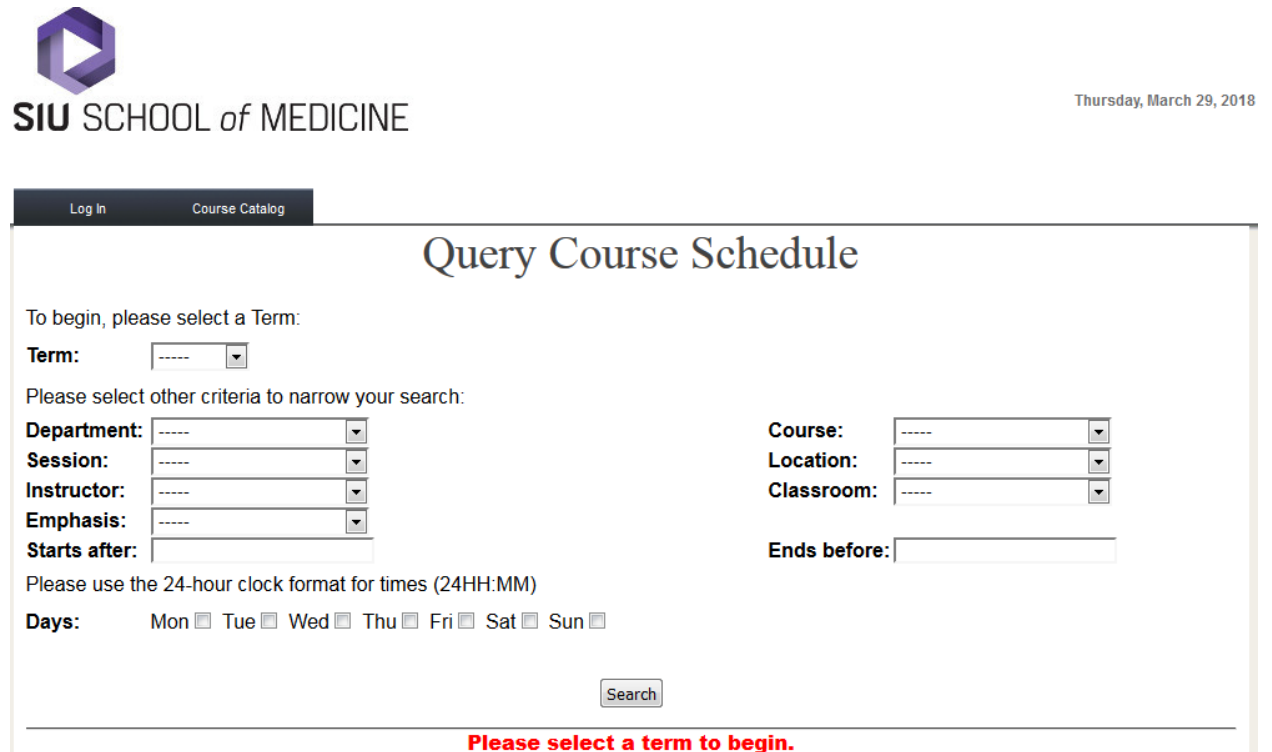 SIU SCHOOL of MEDICINE
Thursday, March 29, 2018
Log In Course Catalog
Query Course Schedule
To begin, please select a Term:
Term: -----
Please select other criteria to narrow your search:
Department: ----- Course: -----
Session: ----- Location: -----
Instructor: ----- Classroom: -----
Emphasis: -----
Starts after: Ends before:
Please use the 24-hour clock format for times (24HH:MM)
Days: Mon Tue Wed Thu Fri Sat Sun
Search
Please select a term to begin.